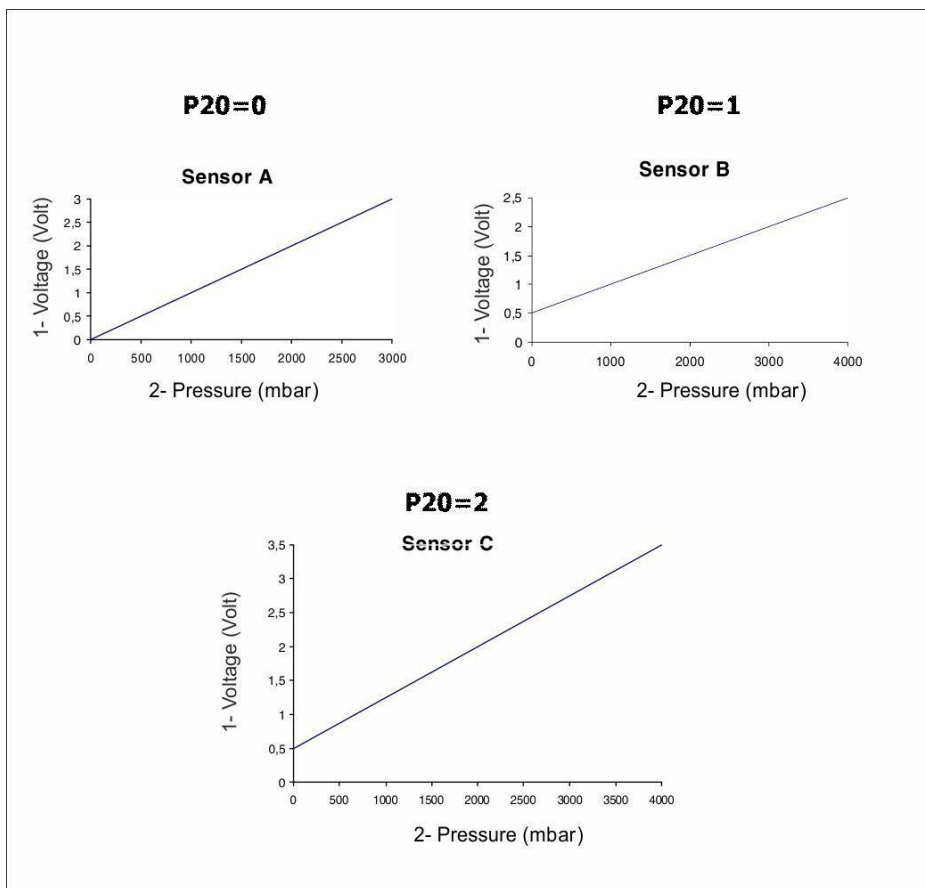 P20=0
P20=1
Sensor A
Sensor B
1- Voltage (Volt)
3
2,5
2
1,5
1
0,5
0
0 500 1000 1500 2000 2500 3000
2- Pressure (mbar)
1- Voltage (Volt)
2,5
2
1,5
1
0,5
0
0 1000 2000 3000 4000
2- Pressure (mbar)
P20=2
Sensor C
1- Voltage (Volt)
3,5
3
2,5
2
1,5
1
0,5
0
0 500 1000 1500 2000 2500 3000 3500 4000
2- Pressure (mbar)